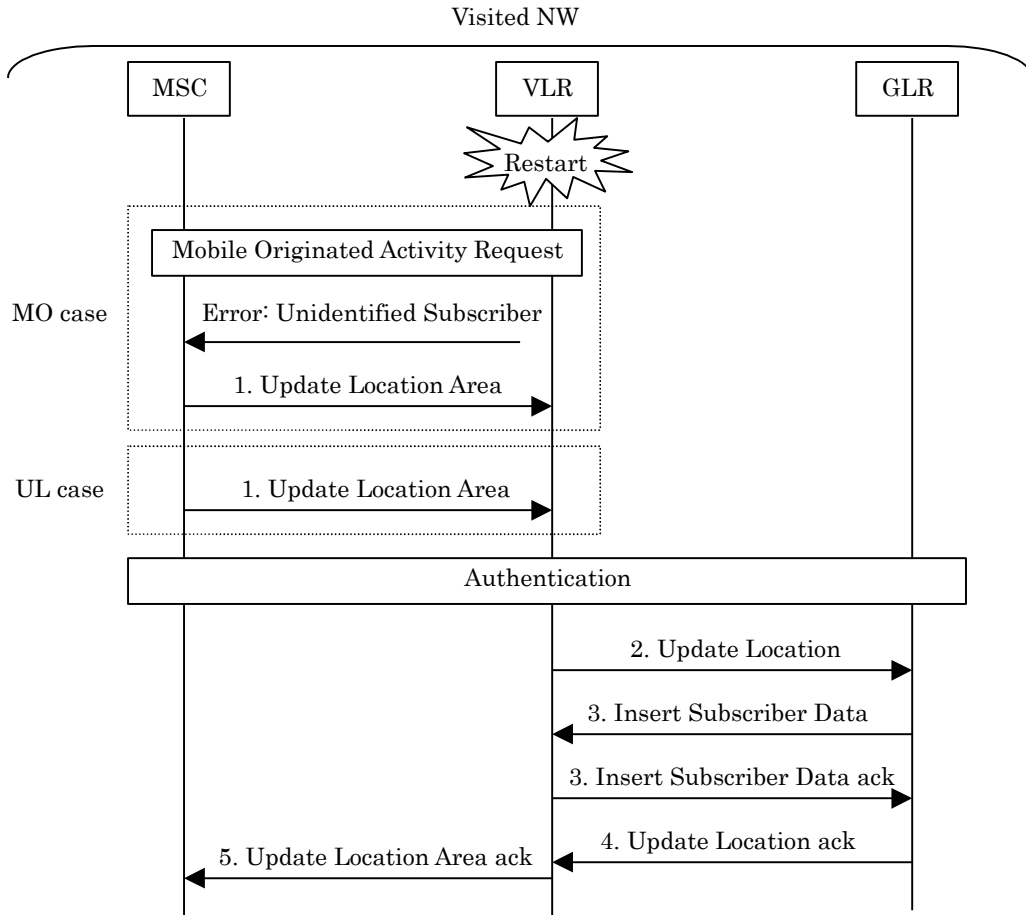 Visited NW
MSC
VLR
GLR
Restart
Mobile Originated Activity Request
MO case
Error: Unidentified Subscriber
1. Update Location Area
UL case
1. Update Location Area
Authentication
2. Update Location
3. Insert Subscriber Data
3. Insert Subscriber Data ack
4. Update Location ack
5. Update Location Area ack